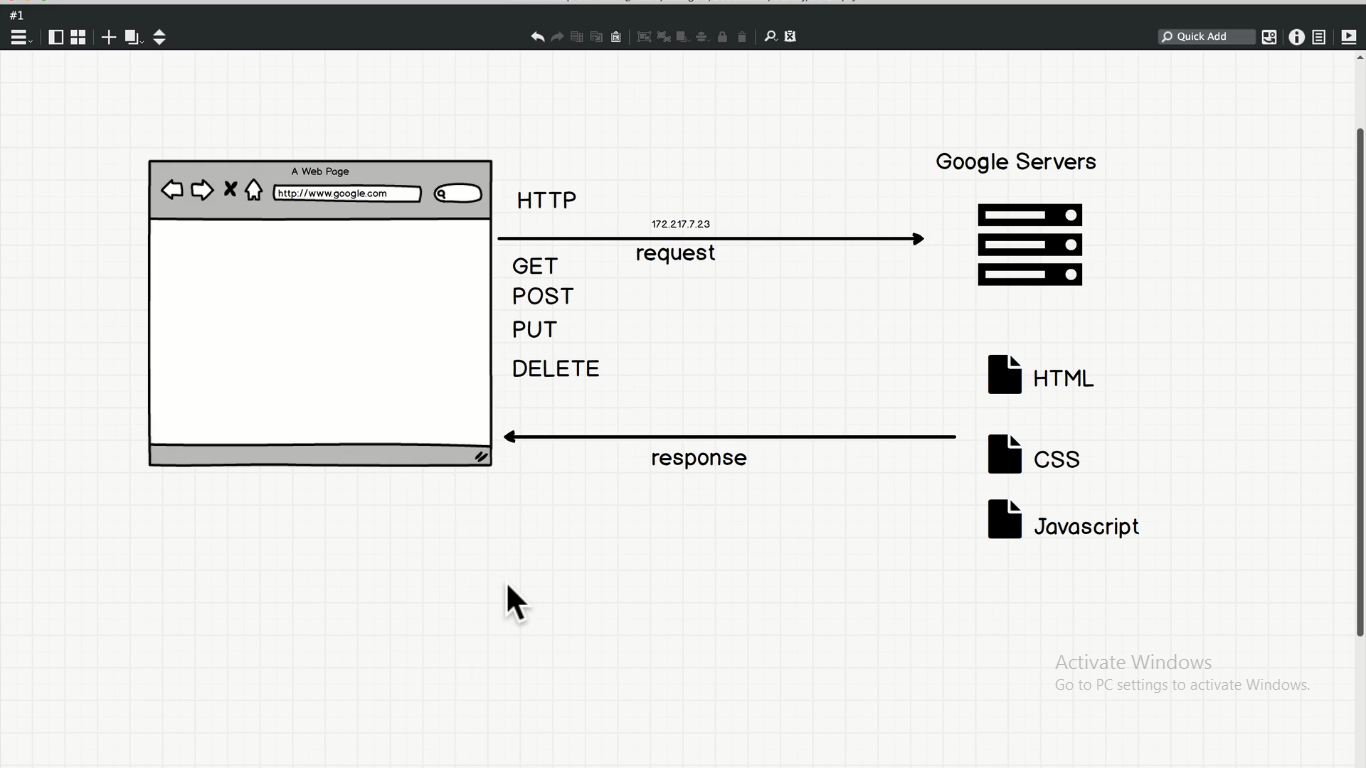 #1
Quick Add
A Web Page
http://www.google.com
HTTP
172.217.7.23
request
GET
POST
PUT
DELETE
response
Google Servers
HTML
CSS
Javascript
Activate Windows
Go to PC settings to activate Windows.